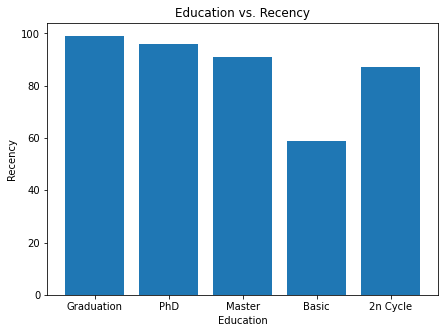 Education vs. Recency
100
80
60
40
20
0
Recency
Graduation PhD Master Basic 2n Cycle
Education